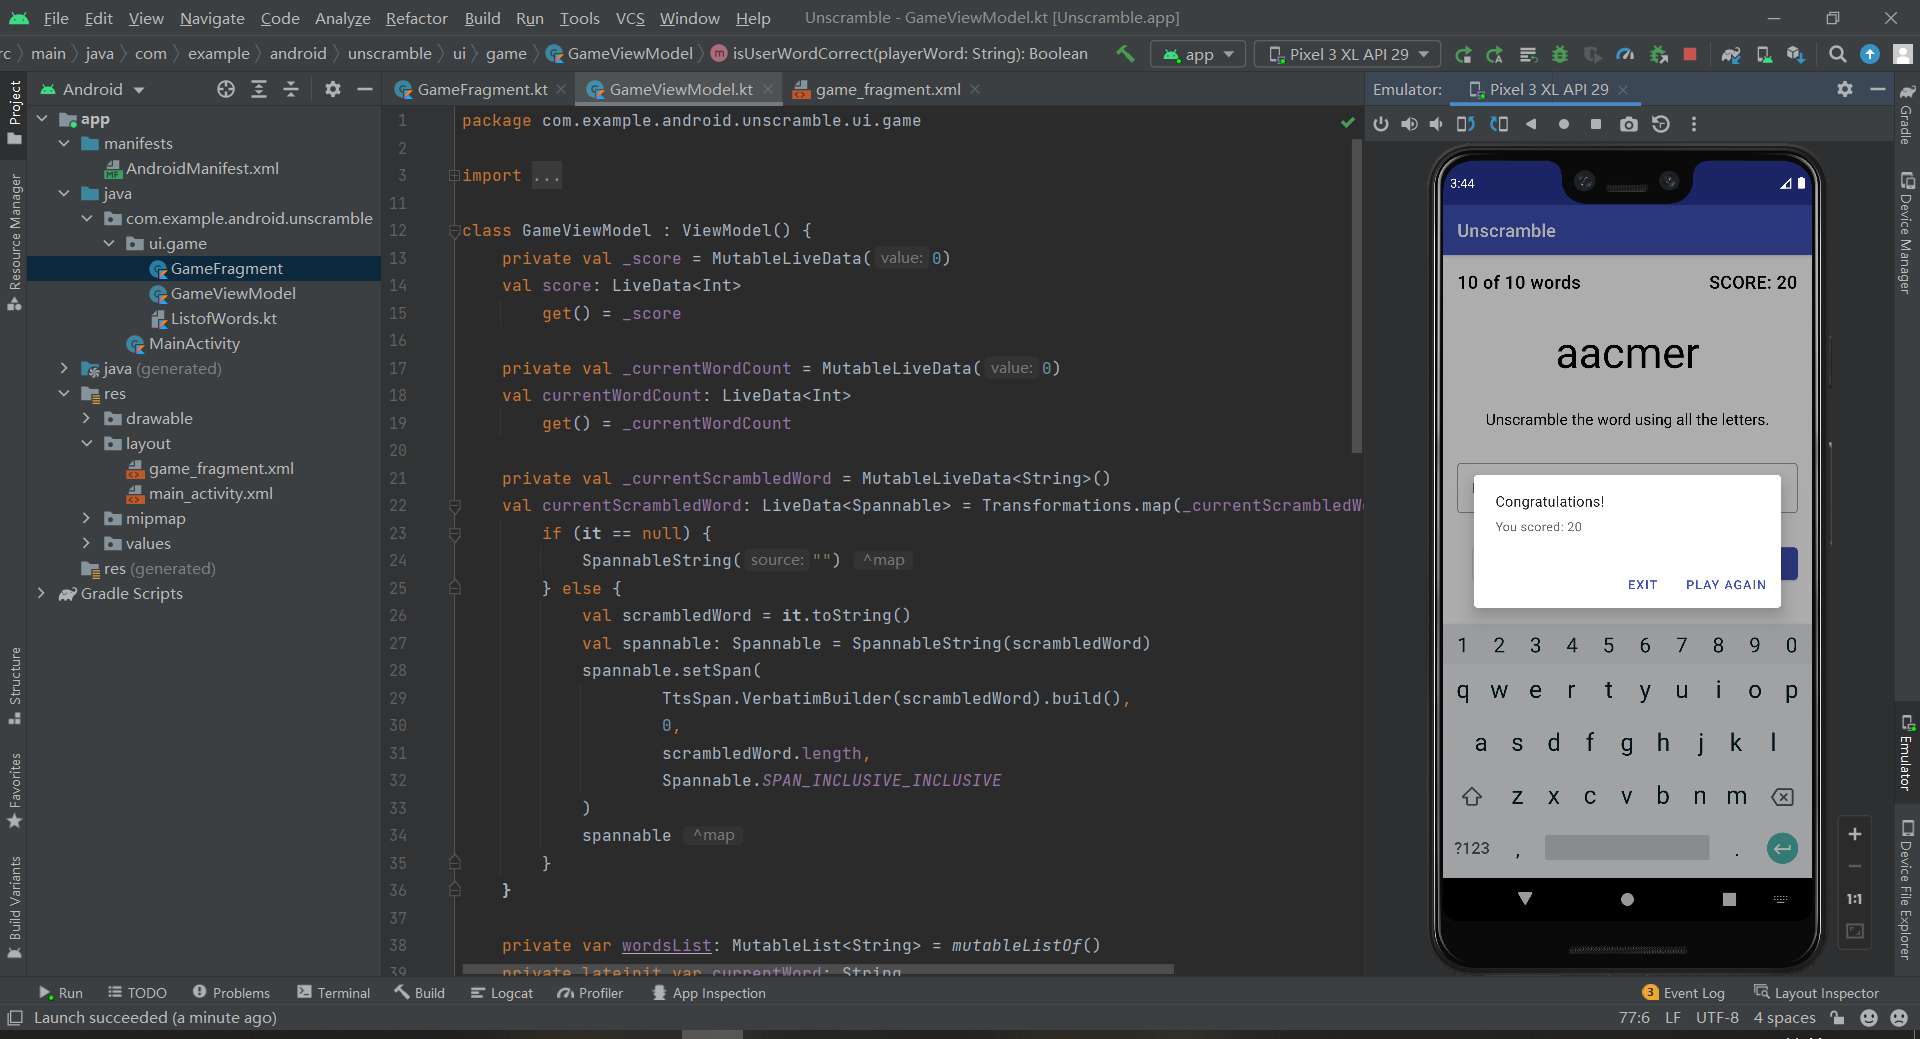 File Edit View Navigate Code Analyze Refactor Build Run Tools VCS Window Help Unscramble - GameViewModel.kt [Unscramble.app]
rc main java com example android unscramble ui game GameViewModel m isUserWordCorrect(playerWord: String): Boolean app Pixel 3 XL API 29
Project
Resource Manager
Structure
Favorites
Build Variants
Android
app
manifests
AndroidManifest.xml
java
com.example.android.unscramble
ui.game
GameFragment
GameViewModel
ListofWords.kt
MainActivity
java (generated)
res
drawable
layout
game_fragment.xml
main_activity.xml
mipmap
values
res (generated)
Gradle Scripts
GameFragment.kt GameViewModel.kt game_fragment.xml
1 package com.example.android.unscramble.ui.game
2
3 import ...
11
12 class GameViewModel : ViewModel() {
13 private val _score = MutableLiveData( value: 0)
14 val score: LiveData<Int>
15 get() = _score
16
17 private val _currentWordCount = MutableLiveData( value: 0)
18 val currentWordCount: LiveData<Int>
19 get() = _currentWordCount
20
21 private val _currentScrambledWord = MutableLiveData<String>()
22 val currentScrambledWord: LiveData<Spannable> = Transformations.map(_currentScrambledWo
23 if (it == null) {
24 SpannableString( source: "") ^map
25 } else {
26 val scrambledWord = it.toString()
27 val spannable: Spannable = SpannableString(scrambledWord)
28 spannable.setSpan(
29 TtsSpan.VerbatimBuilder(scrambledWord).build(),
30 0,
31 scrambledWord.length,
32 Spannable.SPAN_INCLUSIVE_INCLUSIVE
33 )
34 spannable ^map
35 }
36 }
37
38 private var wordsList: MutableList<String> = mutableListOf()
39 private lateinit var currentWord: String
Emulator: Pixel 3 XL API 29
3:44
Unscramble
10 of 10 words SCORE: 20
aacmer
Unscramble the word using all the letters.
Congratulations!
You scored: 20
EXIT PLAY AGAIN
1 2 3 4 5 6 7 8 9 0
q w e r t y u i o p
a s d f g h j k l
z x c v b n m
?123 , .
1:1
Gradle
Device Manager
Emulator
Device File Explorer
Run TODO Problems Terminal Build Logcat Profiler App Inspection 3 Event Log Layout Inspector
Launch succeeded (a minute ago) 77:6 LF UTF-8 4 spaces